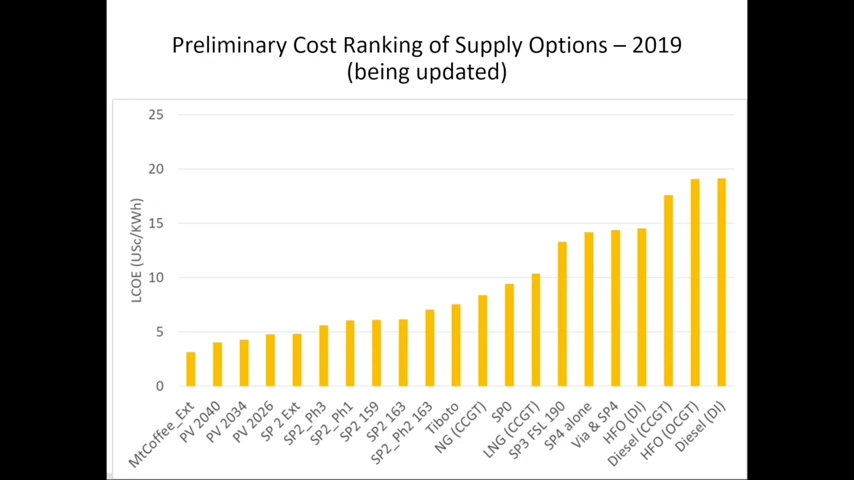 Preliminary Cost Ranking of Supply Options – 2019
(being updated)
25
20
15
10
5
0
LCOE (USc/KWh)
MtCoffee_Ext
PV 2040
PV 2034
PV 2026
SP 2 Ext
SP2_Ph3
SP2_Ph1
SP2 159
SP2 163
SP2_Ph2 163
Tiboto
NG (CCGT)
SP0
LNG (CCGT)
SP3 FSL 190
SP4 alone
Via & SP4
HFO (DI)
Diesel (CCGT)
HFO (OCGT)
Diesel (DI)